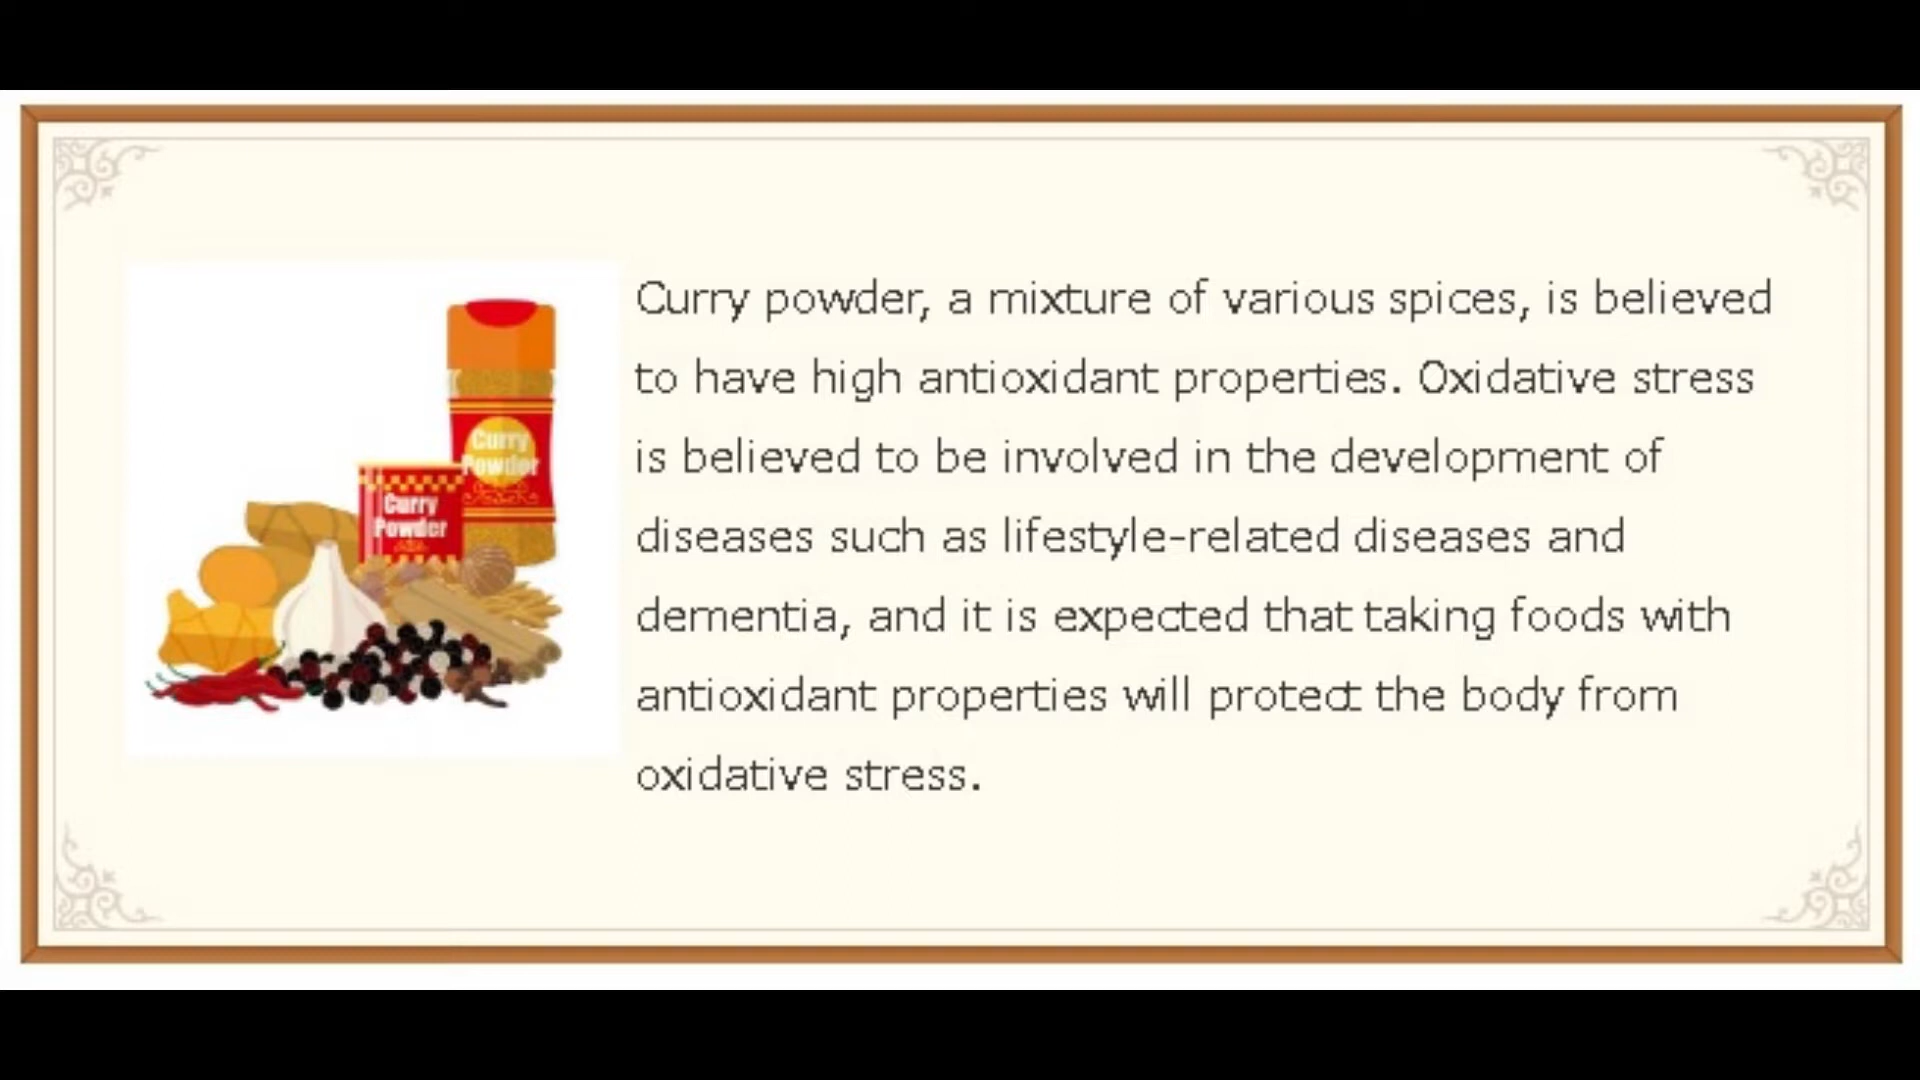 Curry powder, a mixture of various spices, is believed
to have high antioxidant properties. Oxidative stress
is believed to be involved in the development of
diseases such as lifestyle-related diseases and
dementia, and it is expected that taking foods with
antioxidant properties will protect the body from
oxidative stress.
Curry
Powder
Curry
Powder